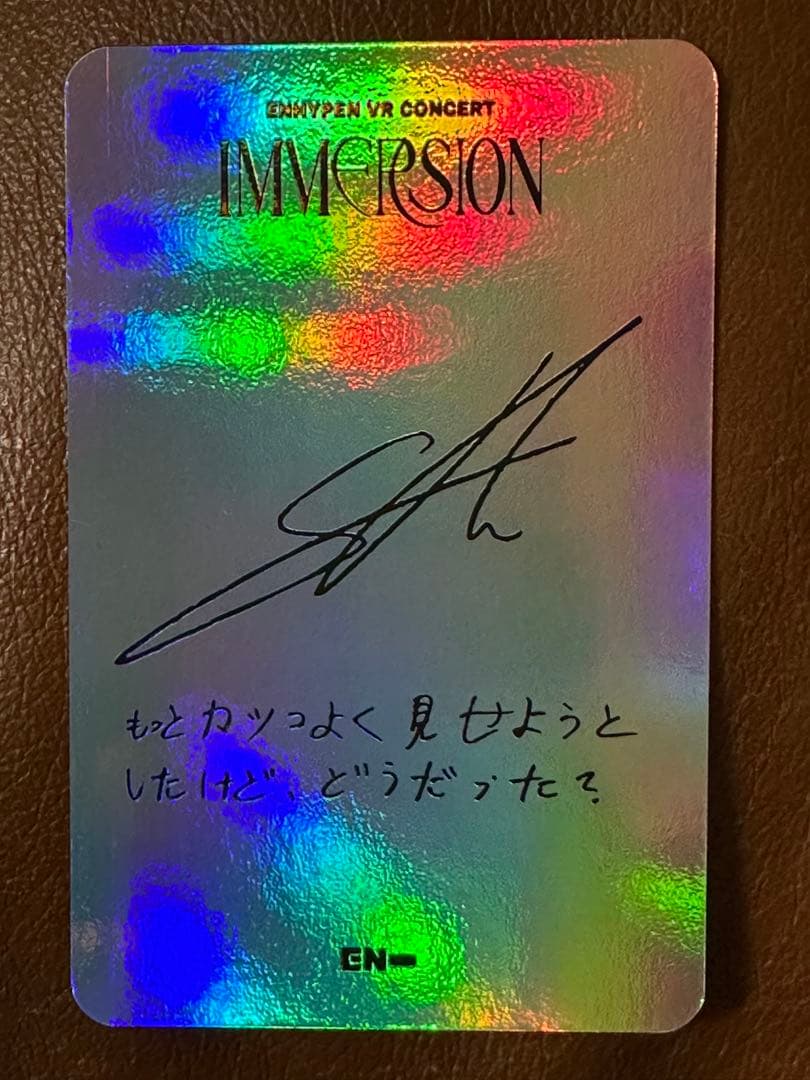 ENHYPEN VR CONCERT
IMMERSION
もっとカッコよく見せようと
したけど、どうだった?
EN-